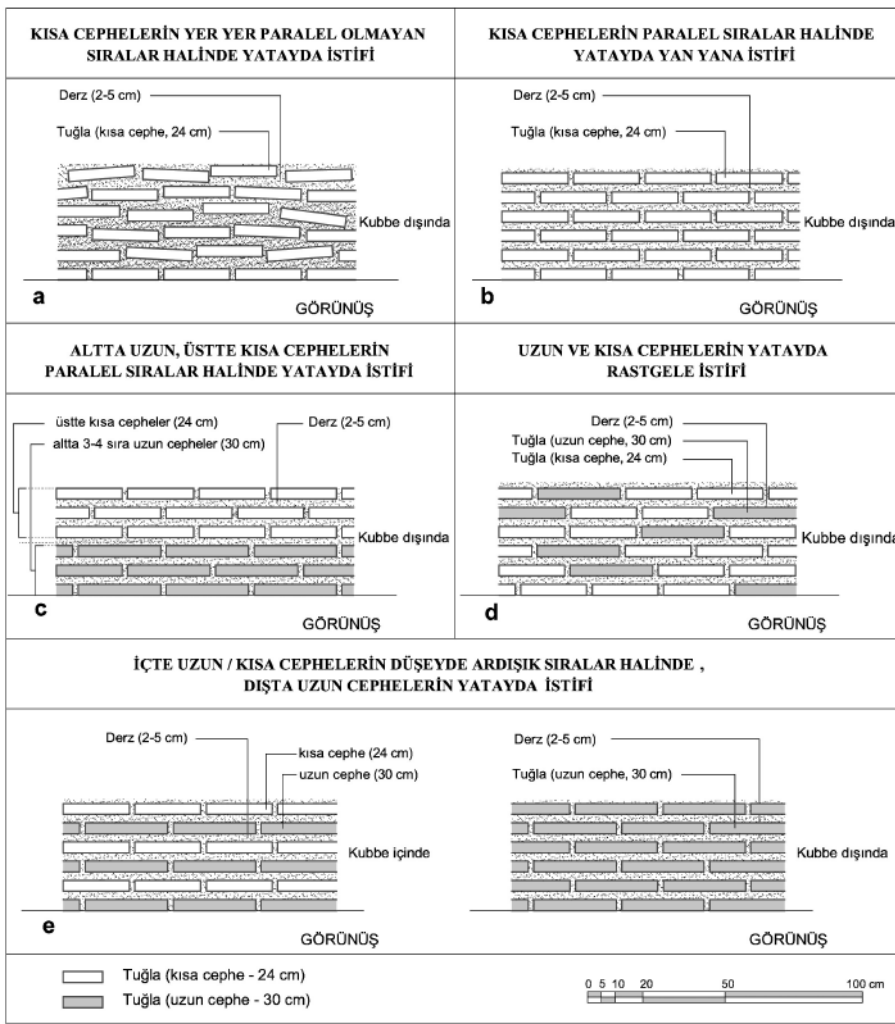 KISA CEPHELERİN YER YER PARALEL OLMAYAN
SIRALAR HALİNDE YATAYDA İSTİFİ
Derz (2-5 cm)
Tuğla (kısa cephe, 24 cm)
Kubbe dışında
a
GÖRÜNÜŞ
KISA CEPHELERİN PARALEL SIRALAR HALİNDE
YATAYDA YAN YANA İSTİFİ
Derz (2-5 cm)
Tuğla (kısa cephe, 24 cm)
Kubbe dışında
b
GÖRÜNÜŞ
ALTTA UZUN, ÜSTTE KISA CEPHELERİN
PARALEL SIRALAR HALİNDE YATAYDA İSTİFİ
üstte kısa cepheler (24 cm)
Derz (2-5 cm)
altta 3-4 sıra uzun cepheler (30 cm)
Kubbe dışında
c
GÖRÜNÜŞ
UZUN VE KISA CEPHELERİN YATAYDA
RASTGELE İSTİFİ
Derz (2-5 cm)
Tuğla (uzun cephe, 30 cm)
Tuğla (kısa cephe, 24 cm)
Kubbe dışında
d
GÖRÜNÜŞ
İÇTE UZUN / KISA CEPHELERİN DÜŞEYDE ARDIŞIK SIRALAR HALİNDE ,
DIŞTA UZUN CEPHELERİN YATAYDA İSTİFİ
Derz (2-5 cm)
kısa cephe (24 cm)
uzun cephe (30 cm)
Kubbe içinde
e
GÖRÜNÜŞ
Derz (2-5 cm)
Tuğla (uzun cephe, 30 cm)
Kubbe dışında
GÖRÜNÜŞ
Tuğla (kısa cephe - 24 cm)
Tuğla (uzun cephe - 30 cm)
0 5 10 20 50 100 cm